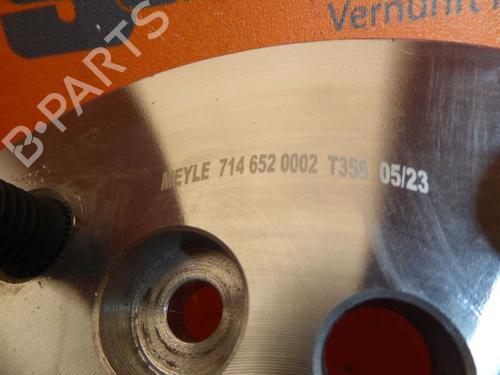 Vernunft
MEYLE 714 652 0002 T358 05/23
B-PARTS